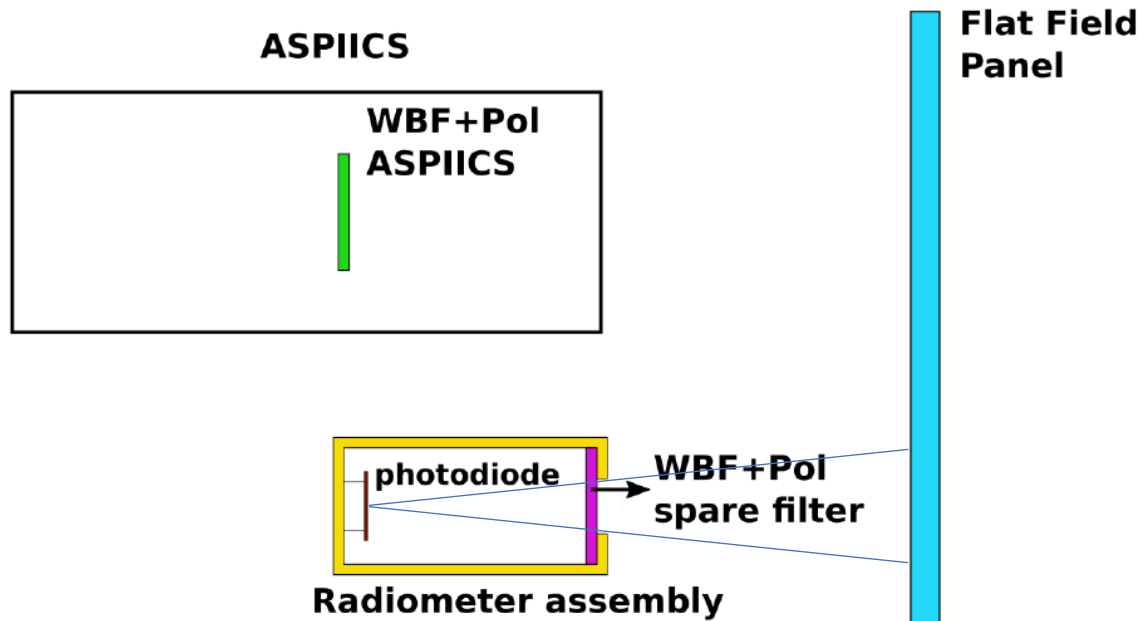 ASPIICS
Flat Field
Panel
WBF+Pol
ASPIICS
photodiode
WBF+Pol
spare filter
Radiometer assembly